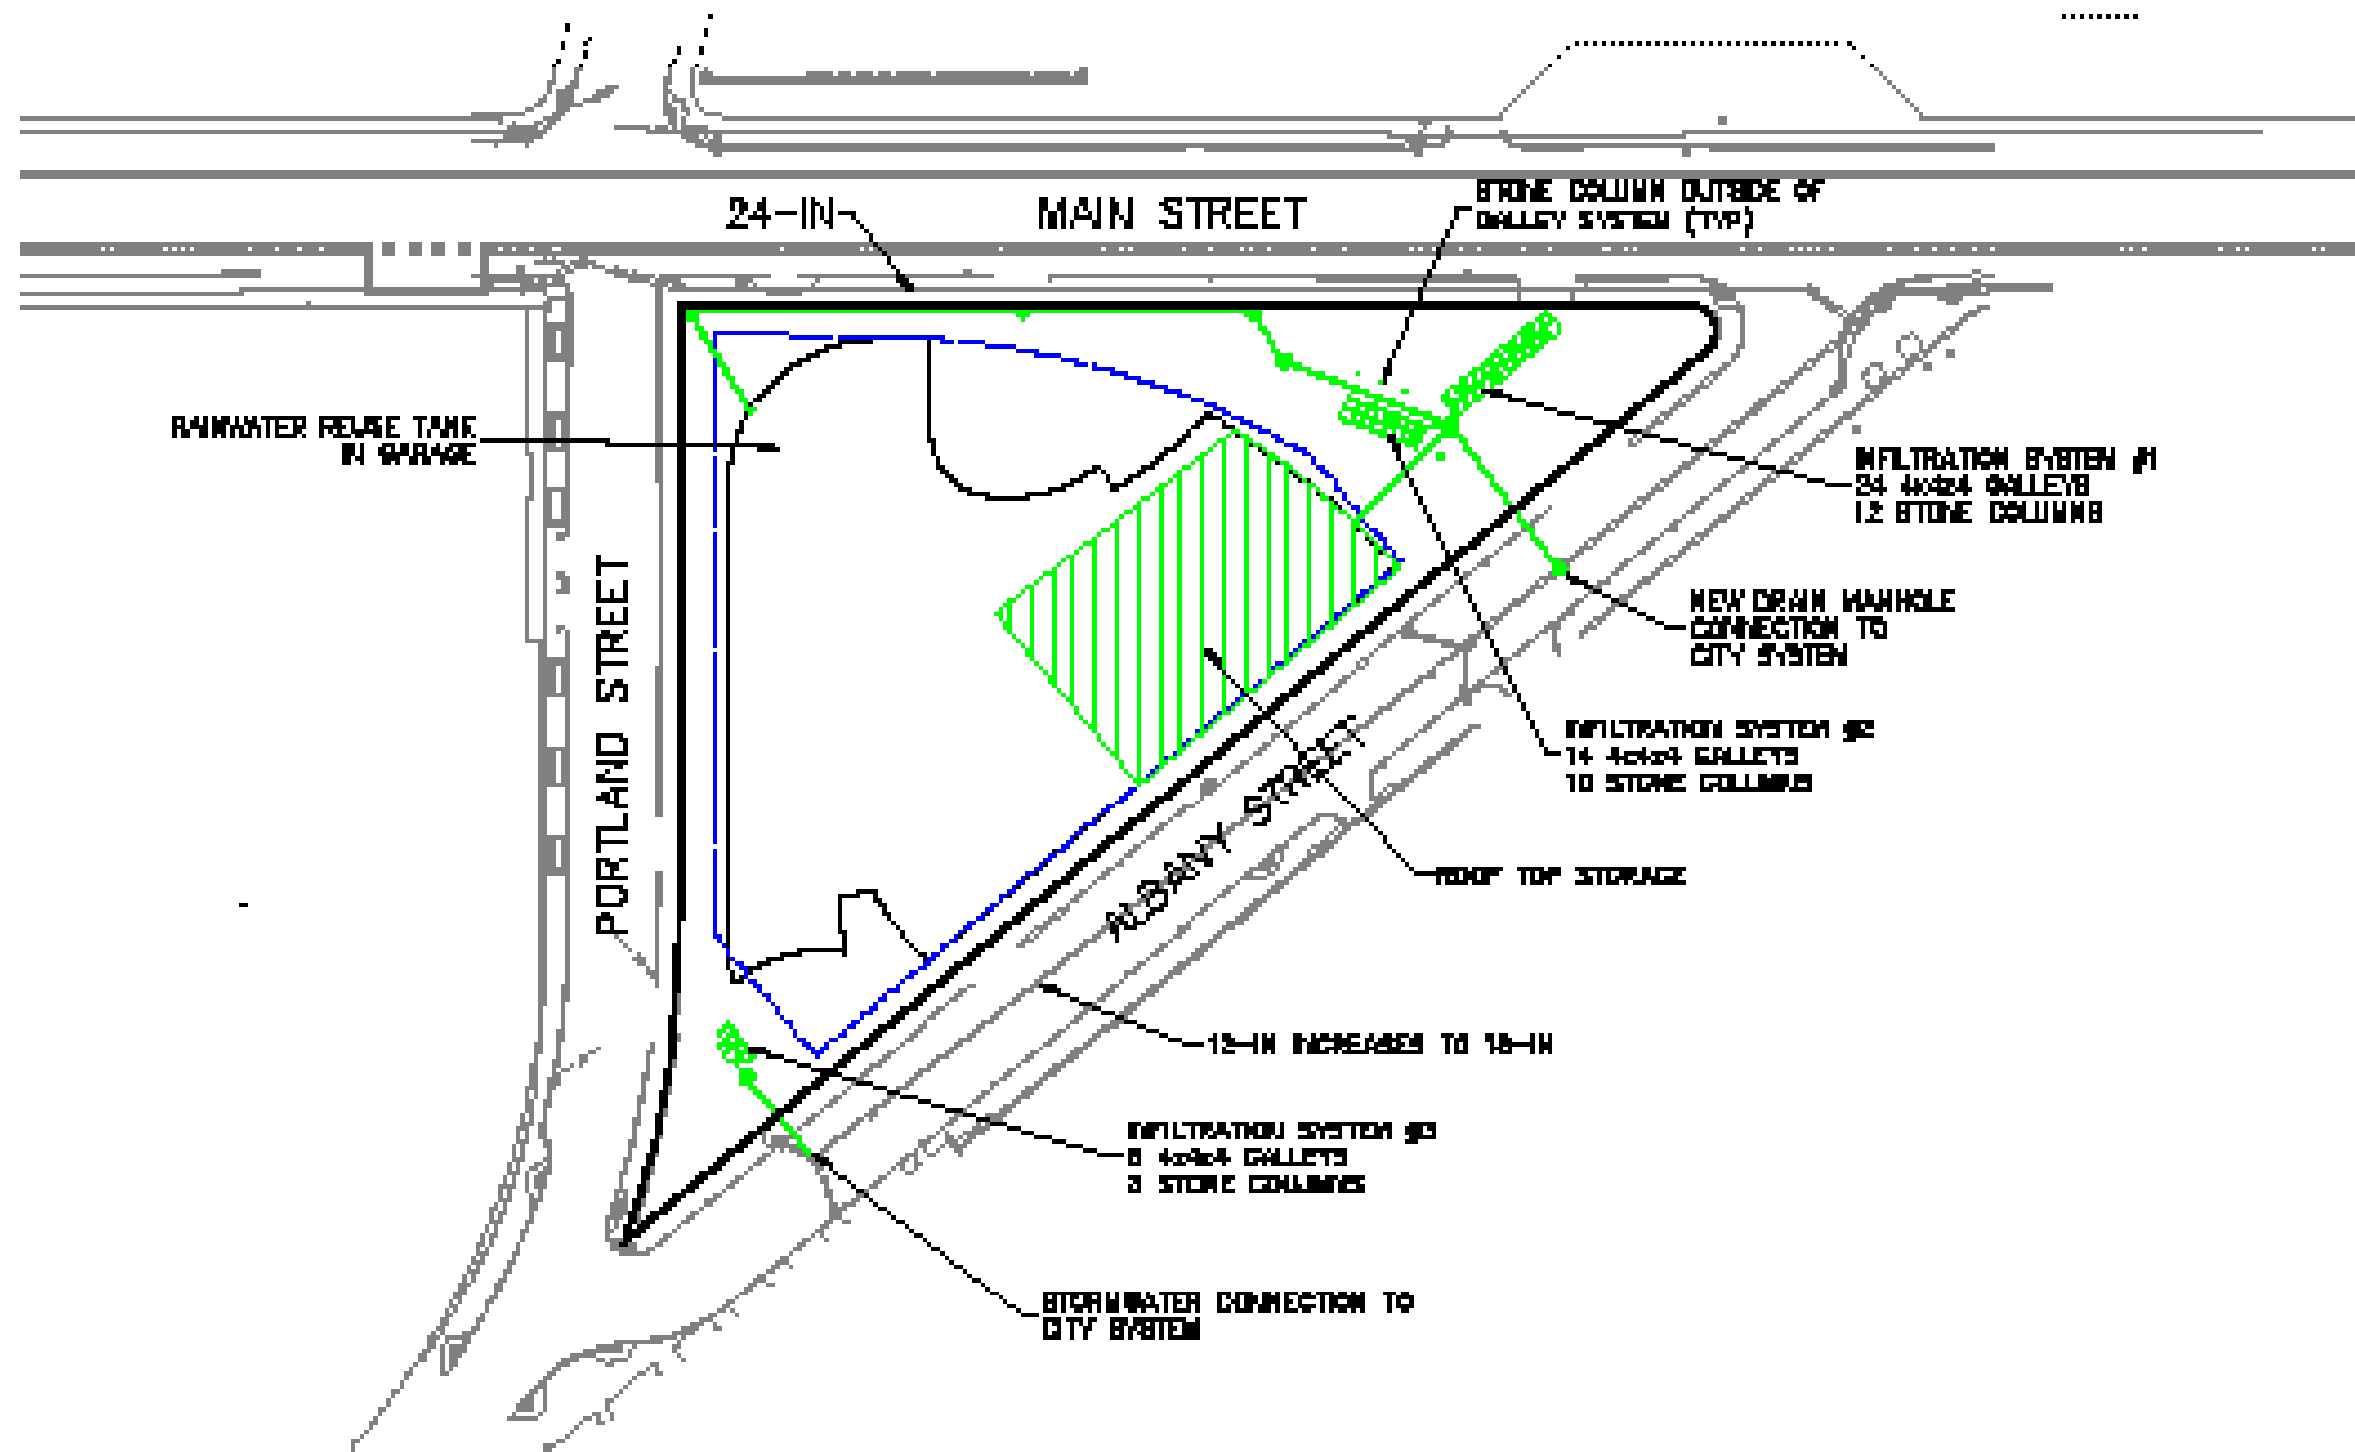 24-IN
MAIN STREET
STONE COLUMN OUTSIDE OF
GALLEY SYSTEM (TYP)
RAINWATER REUSE TANK
IN GARAGE
INFILTRATION SYSTEM #1
24 4x4x4 GALLEYS
12 STONE COLUMNS
PORTLAND STREET
NEW DRAIN MANHOLE
CONNECTION TO
CITY SYSTEM
INFILTRATION SYSTEM #2
14 4x4x4 GALLEYS
10 STONE COLUMNS
ALBANY STREET
ROOF TOP STORAGE
12-IN INCREASES TO 18-IN
INFILTRATION SYSTEM #3
4x4x4 GALLEYS
STONE COLUMNS
STORMWATER CONNECTION TO
CITY SYSTEM